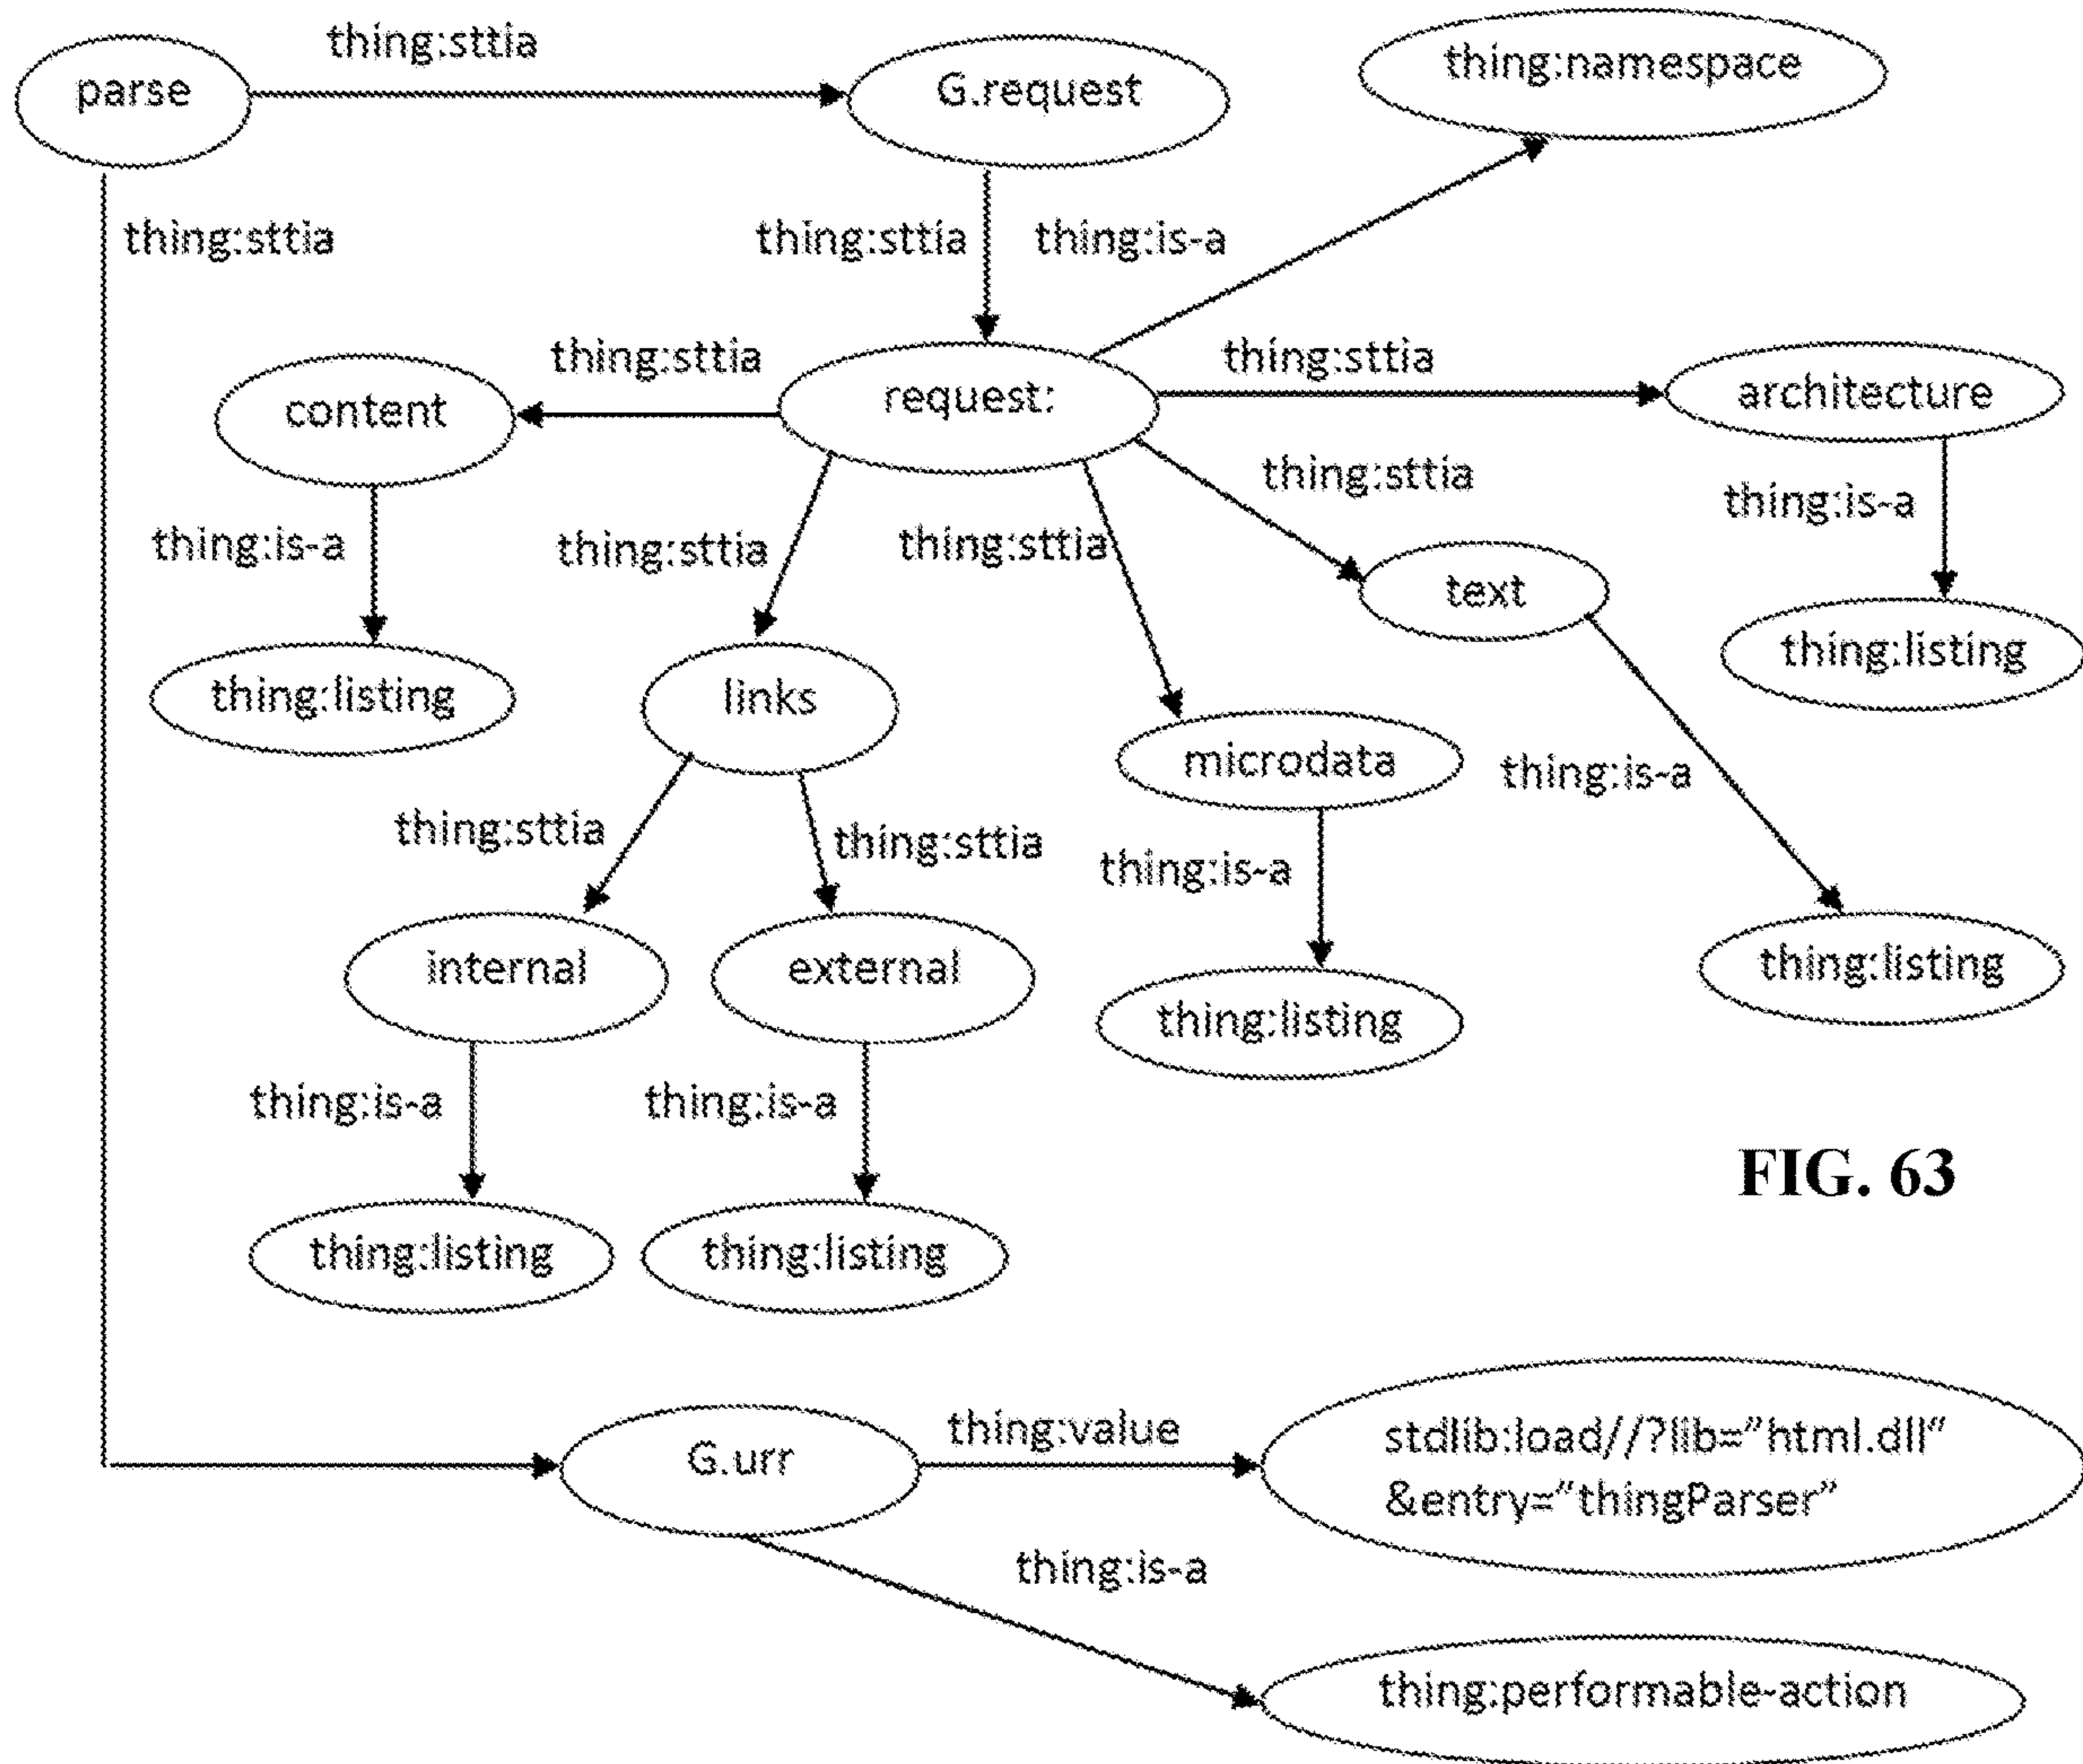 thing:sttia
parse
G.request
thing:namespace
thing:sttia
thing:sttia
thing:is-a
thing:sttia
thing:sttia
content
request:
architecture
thing:sttia
thing:is-a
thing:is-a
thing:sttia
thing:sttia
text
thing:listing
thing:listing
links
microdata
thing:is-a
thing:sttia
thing:sttia
thing:is-a
internal
external
thing:listing
thing:listing
thing:is-a
thing:is-a
FIG. 63
thing:listing
thing:listing
thing:value
G.urr
stdlib:load//?lib="html.dll"
&entry="thingParser"
thing:is-a
thing:performable-action